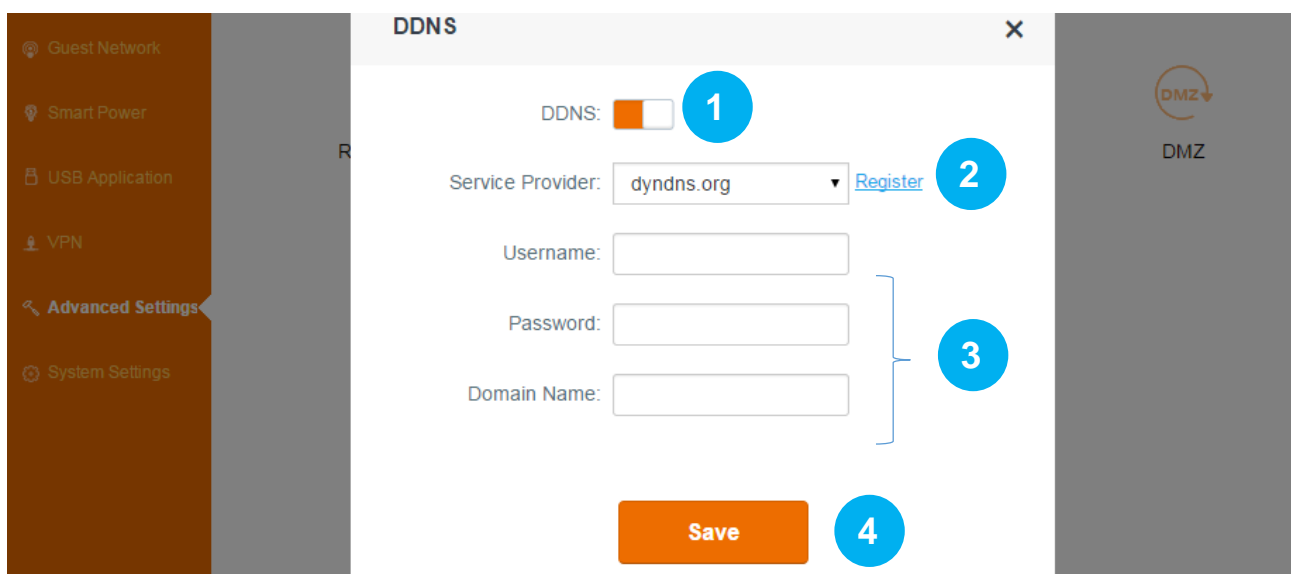 DDNS
Guest Network
DDNS:
1
DMZ
Smart Power
R
DMZ
Service Provider:
dyndns.org
Register
2
USB Application
VPN
Username:
Advanced Settings
Password:
3
System Settings
Domain Name:
Save
4